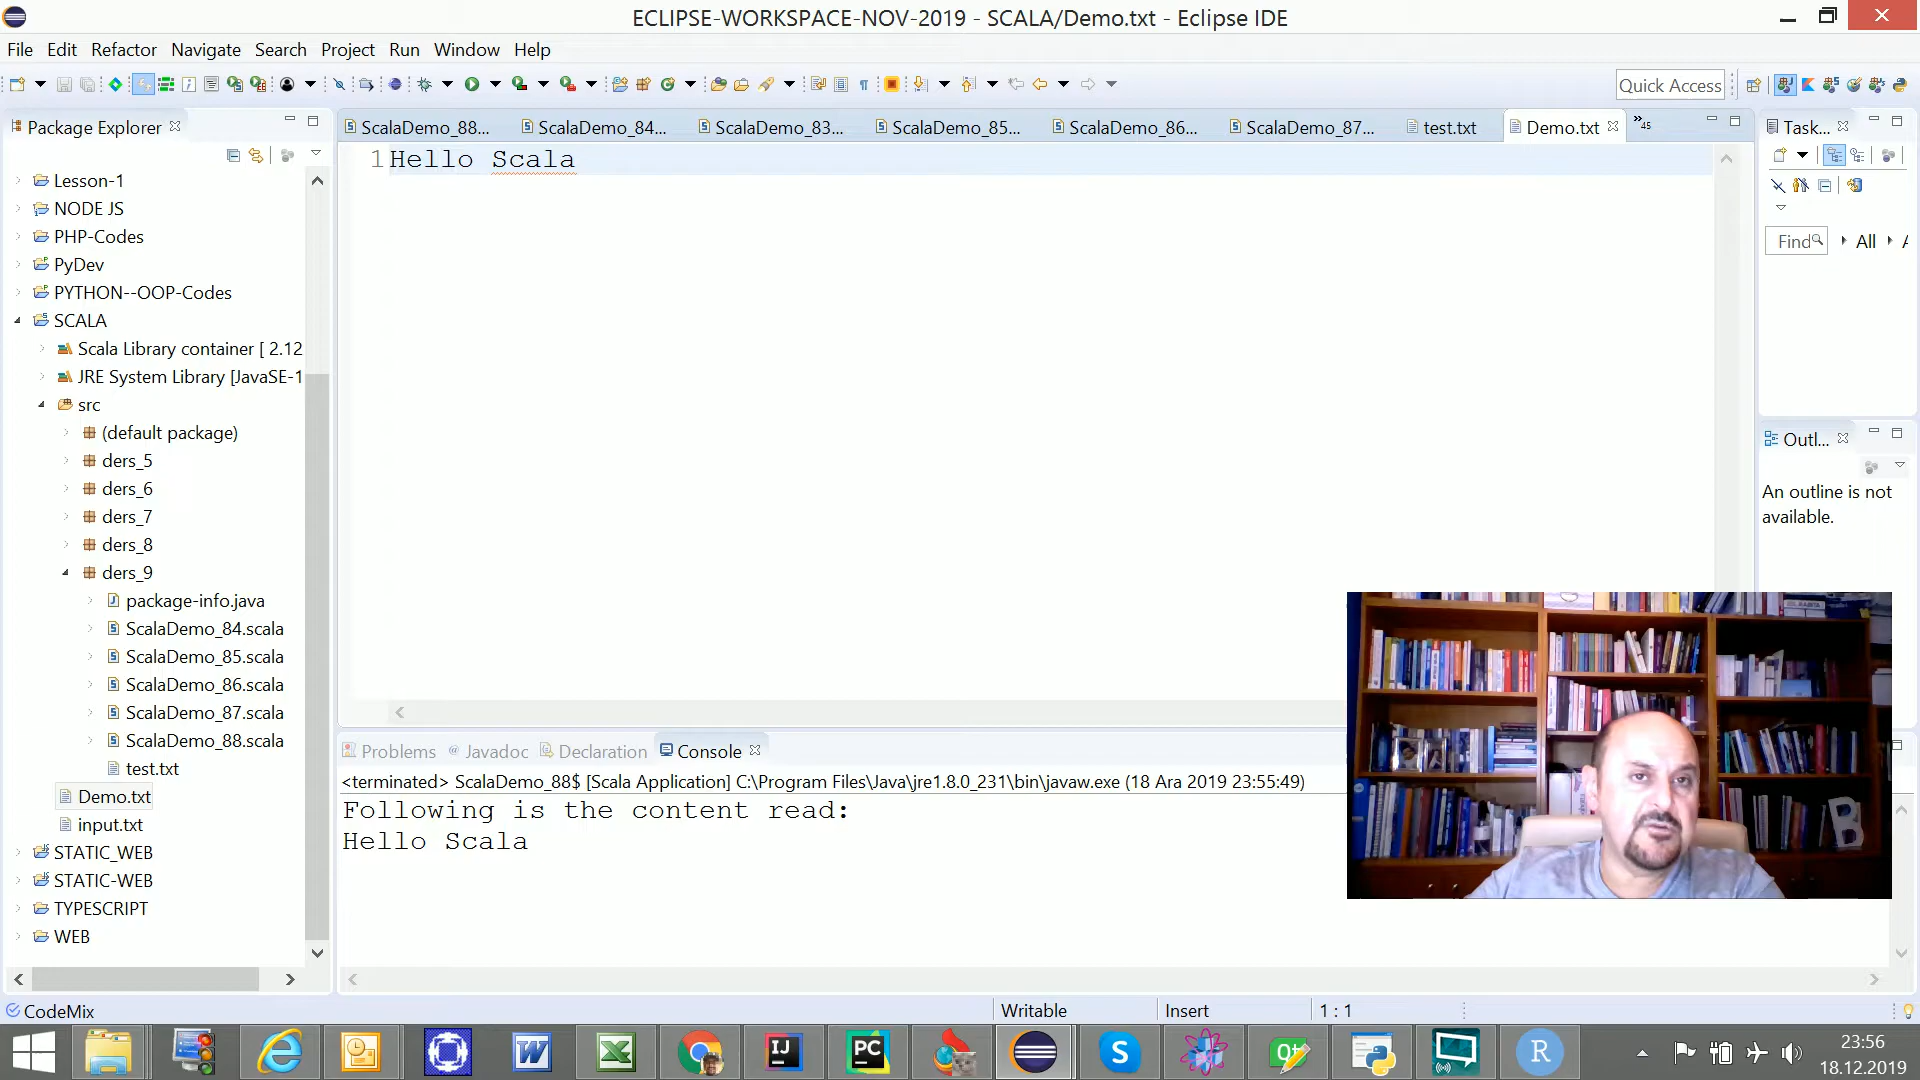 ECLIPSE-WORKSPACE-NOV-2019 - SCALA/Demo.txt - Eclipse IDE
File Edit Refactor Navigate Search Project Run Window Help
Quick Access
Package Explorer
ScalaDemo_88... ScalaDemo_84... ScalaDemo_83... ScalaDemo_85... ScalaDemo_86... ScalaDemo_87... test.txt Demo.txt »45
Task...
1 Hello Scala
Find All
Outl...
An outline is not
available.
Lesson-1
NODE JS
PHP-Codes
PyDev
PYTHON--OOP-Codes
SCALA
Scala Library container [ 2.12
JRE System Library [JavaSE-1
src
(default package)
ders_5
ders_6
ders_7
ders_8
ders_9
package-info.java
ScalaDemo_84.scala
ScalaDemo_85.scala
ScalaDemo_86.scala
ScalaDemo_87.scala
ScalaDemo_88.scala
test.txt
Demo.txt
input.txt
STATIC_WEB
STATIC-WEB
TYPESCRIPT
WEB
Problems @ Javadoc Declaration Console
<terminated> ScalaDemo_88$ [Scala Application] C:\Program Files\Java\jre1.8.0_231\bin\javaw.exe (18 Ara 2019 23:55:49)
Following is the content read:
Hello Scala
CodeMix
Writable Insert 1 : 1
23:56
18.12.2019